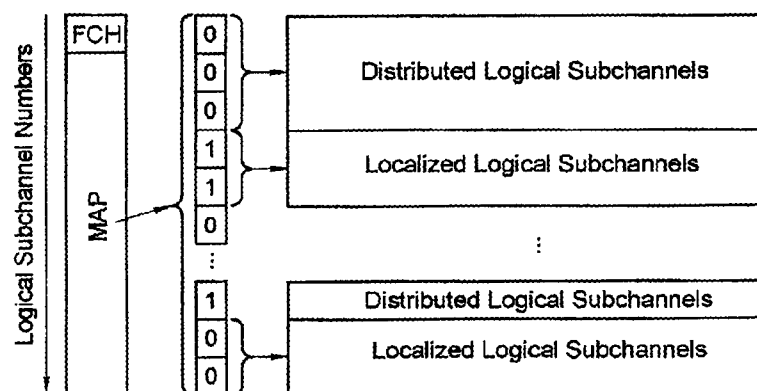 Logical Subchannel Numbers
FCH
MAP
0
0
0
1
1
0
...
1
0
0
Distributed Logical Subchannels
Localized Logical Subchannels
...
Distributed Logical Subchannels
Localized Logical Subchannels